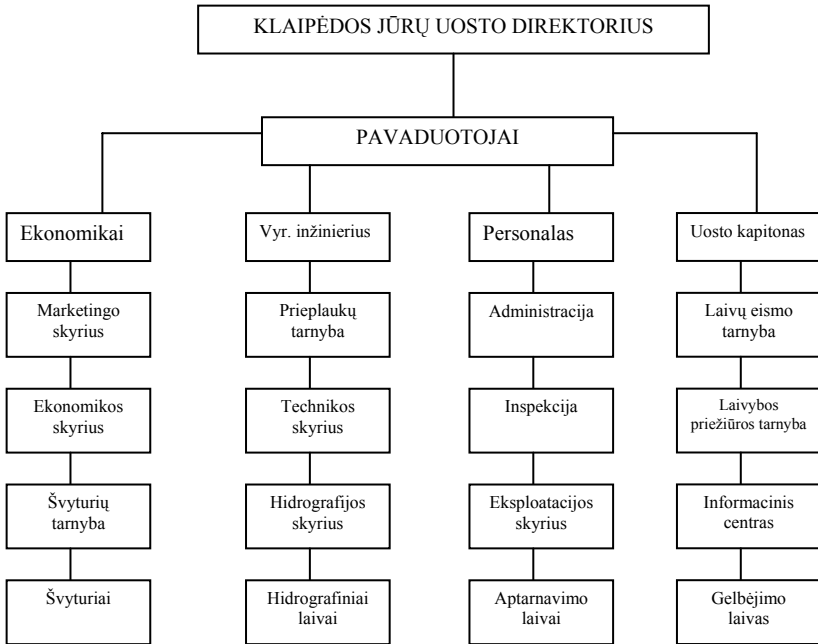 KLAIPĖDOS JŪRŲ UOSTO DIREKTORIUS
PAVADUOTOJAI
Ekonomikai
Vyr. inžinierius
Personalas
Uosto kapitonas
Marketingo
skyrius
Prieplaukų
tarnyba
Administracija
Laivų eismo
tarnyba
Ekonomikos
skyrius
Technikos
skyrius
Inspekcija
Laivybos
priežiūros tarnyba
Švyturių
tarnyba
Hidrografijos
skyrius
Eksploatacijos
skyrius
Informacinis
centras
Švyturiai
Hidrografiniai
laivai
Aptarnavimo
laivai
Gelbėjimo
laivas